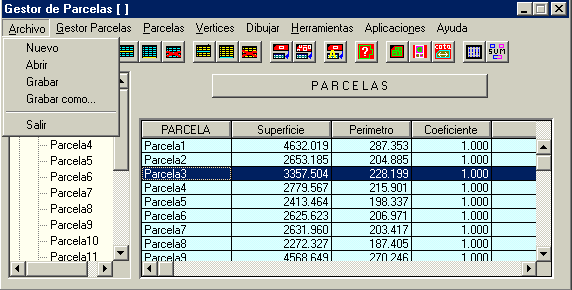 Gestor de Parcelas [ ]
Archivo Gestor Parcelas Parcelas Vertices Dibujar Herramientas Aplicaciones Ayuda
Nuevo
Abrir
Grabar
Grabar como...
Salir
cota SUM
PARCELAS
Parcela4
Parcela5
Parcela6
Parcela7
Parcela8
Parcela9
Parcela10
Parcela11
PARCELA Superficie Perimetro Coeficiente
Parcela1 4632.019 287.353 1.000
Parcela2 2653.185 204.885 1.000
Parcela3 3357.504 228.199 1.000
Parcela4 2779.567 215.901 1.000
Parcela5 2413.464 198.337 1.000
Parcela6 2625.623 206.971 1.000
Parcela7 2631.960 203.417 1.000
Parcela8 2272.327 187.405 1.000
Parcela9 4568.649 270.246 1.000